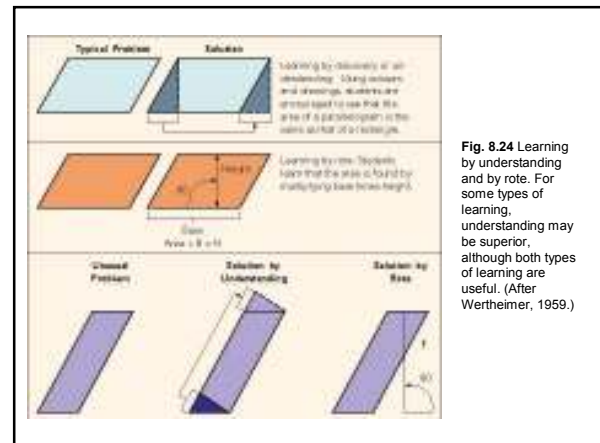 Typical Problem
Solution
Learning by discovery or un-
derstanding. Using scissors
and drawings, students are
encouraged to see that the
area of a parallelogram is the
same as that of a rectangle.
Height
Learning by rote. Students
learn that the area is found by
multiplying base times height.
90
Base
Area = B × H
Unusual
Problem
Solution by
Understanding
Solution by
Rote
90
Fig. 8.24 Learning
by understanding
and by rote. For
some types of
learning,
understanding may
be superior,
although both types
of learning are
useful. (After
Wertheimer, 1959.)